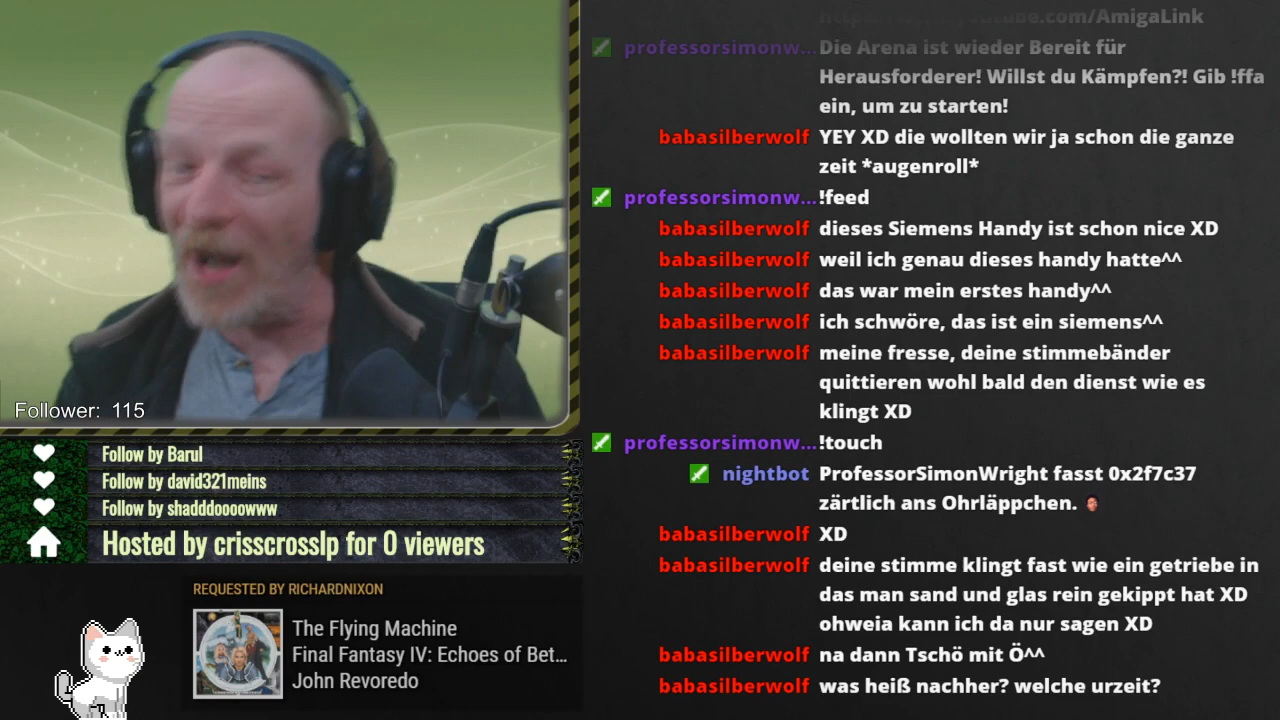 Follower: 115
Follow by Barul
Follow by david321meins
Follow by shadddoooowww
Hosted by crisscrosslp for 0 viewers
REQUESTED BY RICHARDNIXON
The Flying Machine
Final Fantasy IV: Echoes of Bet...
John Revoredo
professorsimonw... Die Arena ist wieder Bereit für
Herausforderer! Willst du Kämpfen?! Gib !ffa
ein, um zu starten!
babasilberwolf YEY XD die wollten wir ja schon die ganze
zeit *augenroll*
professorsimonw... !feed
babasilberwolf dieses Siemens Handy ist schon nice XD
babasilberwolf weil ich genau dieses handy hatte^^
babasilberwolf das war mein erstes handy^^
babasilberwolf ich schwöre, das ist ein siemens^^
babasilberwolf meine fresse, deine stimmebänder
quittieren wohl bald den dienst wie es
klingt XD
professorsimonw... !touch
nightbot ProfessorSimonWright fasst 0x2f7c37
zärtlich ans Ohrläppchen.
babasilberwolf XD
babasilberwolf deine stimme klingt fast wie ein getriebe in
das man sand und glas rein gekippt hat XD
ohweia kann ich da nur sagen XD
babasilberwolf na dann Tschö mit Ö^^
babasilberwolf was heiß nachher? welche urzeit?